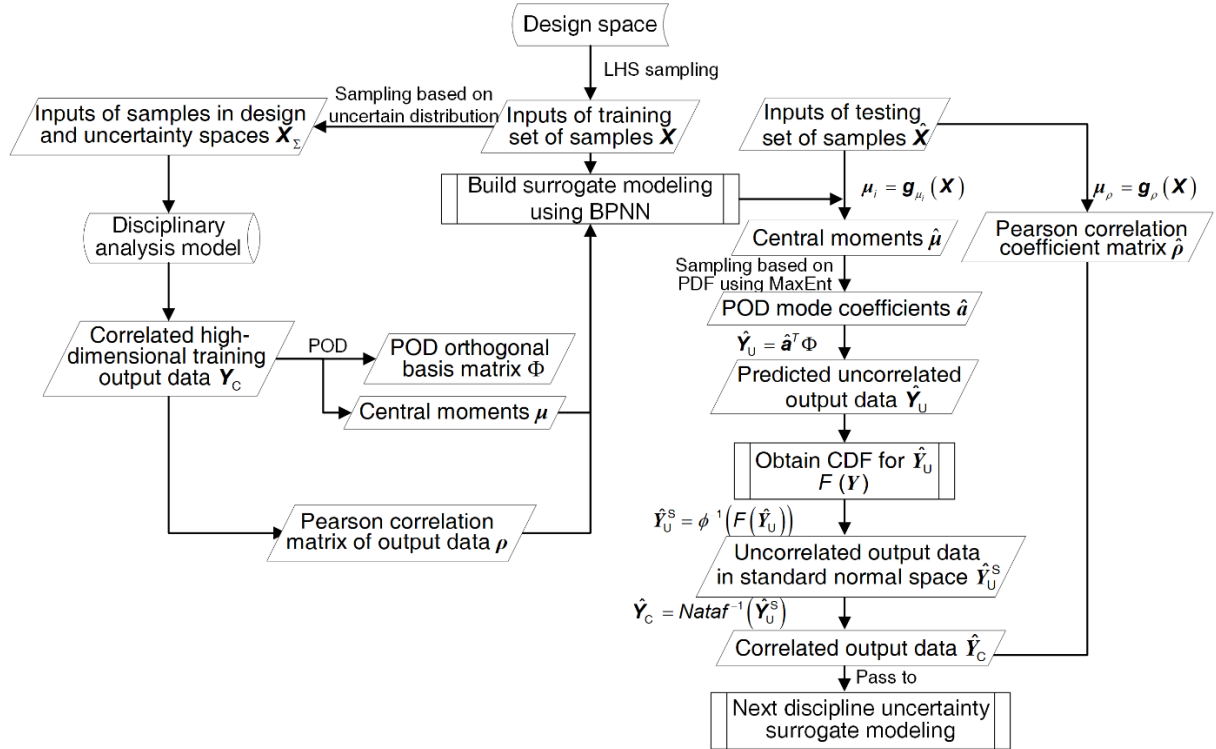 Design space
LHS sampling
Sampling based on
uncertain distribution
Inputs of samples in design
and uncertainty spaces X_Σ
Inputs of training
set of samples X
Inputs of testing
set of samples X̂
Build surrogate modeling
using BPNN
μ_i = g_{μ_i}(X)
μ_ρ = g_ρ(X)
Disciplinary
analysis model
Central moments μ̂
Pearson correlation
coefficient matrix ρ̂
Sampling based on
PDF using MaxEnt
POD mode coefficients â
Correlated high-
dimensional training
output data Y_C
POD
POD orthogonal
basis matrix Φ
Ŷ_U = â^T Φ
Central moments μ
Predicted uncorrelated
output data Ŷ_U
Obtain CDF for Ŷ_U
F(Y)
Pearson correlation
matrix of output data ρ
Ŷ_U^S = ϕ ¹(F(Ŷ_U))
Uncorrelated output data
in standard normal space Ŷ_U^S
Ŷ_C = Nataf⁻¹(Ŷ_U^S)
Correlated output data Ŷ_C
Pass to
Next discipline uncertainty
surrogate modeling